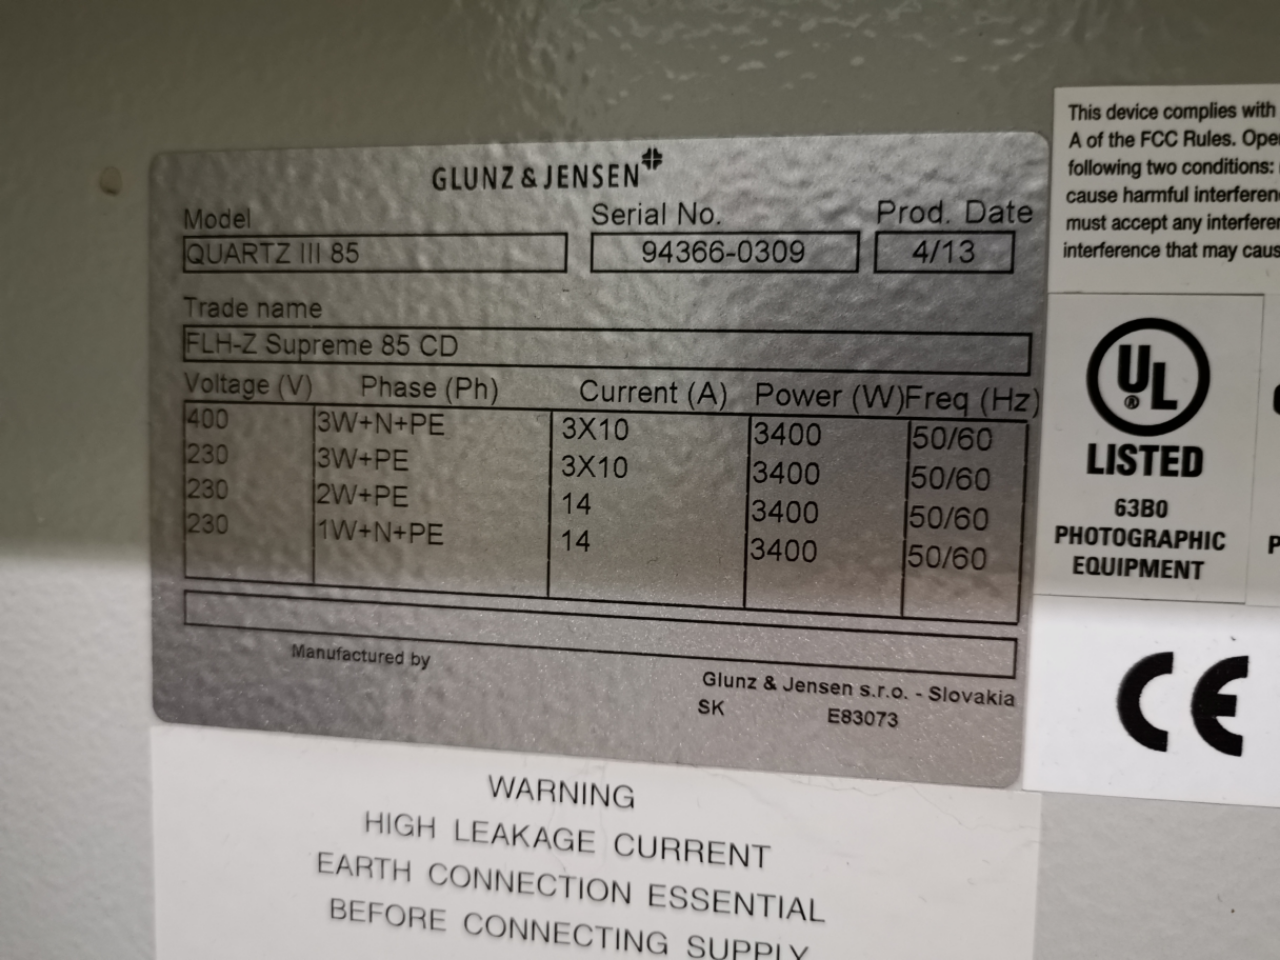 GLUNZ & JENSEN
Model Serial No. Prod. Date
QUARTZ III 85 94366-0309 4/13
Trade name
FLH-Z Supreme 85 CD
Voltage (V) Phase (Ph) Current (A) Power (W) Freq (Hz)
400 3W+N+PE 3X10 3400 50/60
230 3W+PE 3X10 3400 50/60
230 2W+PE 14 3400 50/60
230 1W+N+PE 14 3400 50/60
Manufactured by
Glunz & Jensen s.r.o. - Slovakia
SK E83073
WARNING
HIGH LEAKAGE CURRENT
EARTH CONNECTION ESSENTIAL
BEFORE CONNECTING SUPPLY
This device complies with
A of the FCC Rules.
following two conditions:
cause harmful
must accept any
interference that may
UL
®
LISTED
63B0
PHOTOGRAPHIC
EQUIPMENT
CE